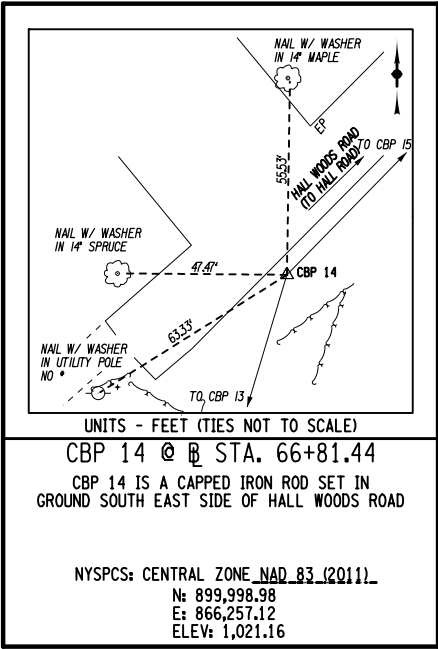 NAIL W/ WASHER
IN 14" MAPLE
EP
HALL WOODS ROAD
(TO HALL ROAD)
TO CBP 15
55.53'
NAIL W/ WASHER
IN 14" SPRUCE
47.47'
CBP 14
63.33'
NAIL W/ WASHER
IN UTILITY POLE
NO *
TO CBP 13
UNITS - FEET (TIES NOT TO SCALE)
CBP 14 @ BL STA. 66+81.44
CBP 14 IS A CAPPED IRON ROD SET IN
GROUND SOUTH EAST SIDE OF HALL WOODS ROAD
NYSPCS: CENTRAL ZONE NAD 83 (2011)
N: 899,998.98
E: 866,257.12
ELEV: 1,021.16